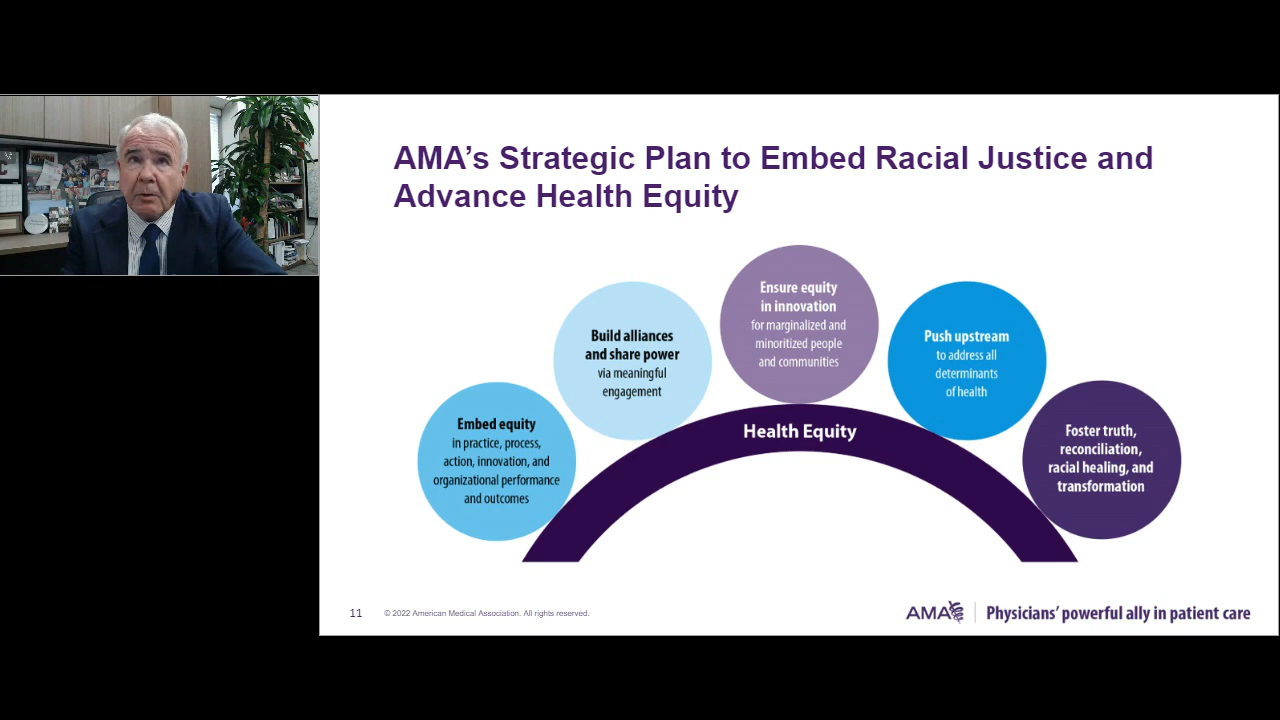 AMA's Strategic Plan to Embed Racial Justice and
Advance Health Equity
Embed equity
in practice, process,
action, innovation, and
organizational performance
and outcomes
Build alliances
and share power
via meaningful
engagement
Ensure equity
in innovation
for marginalized and
minoritized people
and communities
Push upstream
to address all
determinants
of health
Foster truth,
reconciliation,
racial healing, and
transformation
Health Equity
11
© 2022 American Medical Association. All rights reserved.
AMA
Physicians' powerful ally in patient care